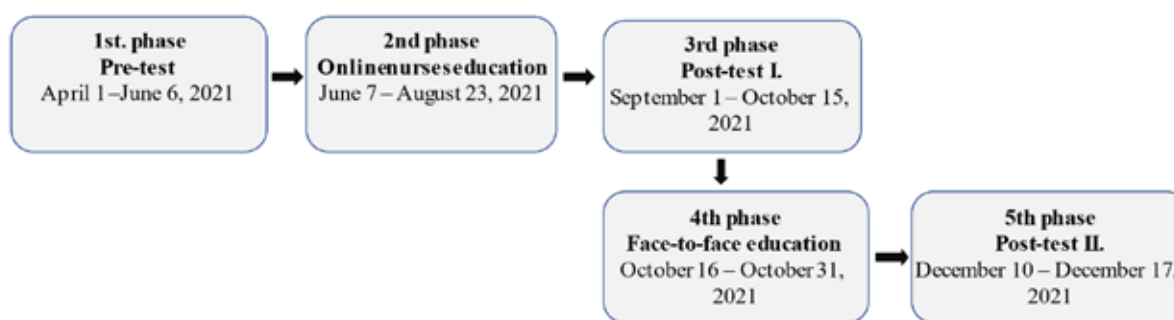 1st. phase
Pre-test
April 1–June 6, 2021
2nd phase
Onlinenurseseducation
June 7 – August 23, 2021
3rd phase
Post-test I.
September 1 – October 15,
2021
4th phase
Face-to-face education
October 16 – October 31,
2021
5th phase
Post-test II.
December 10 – December 17,
2021